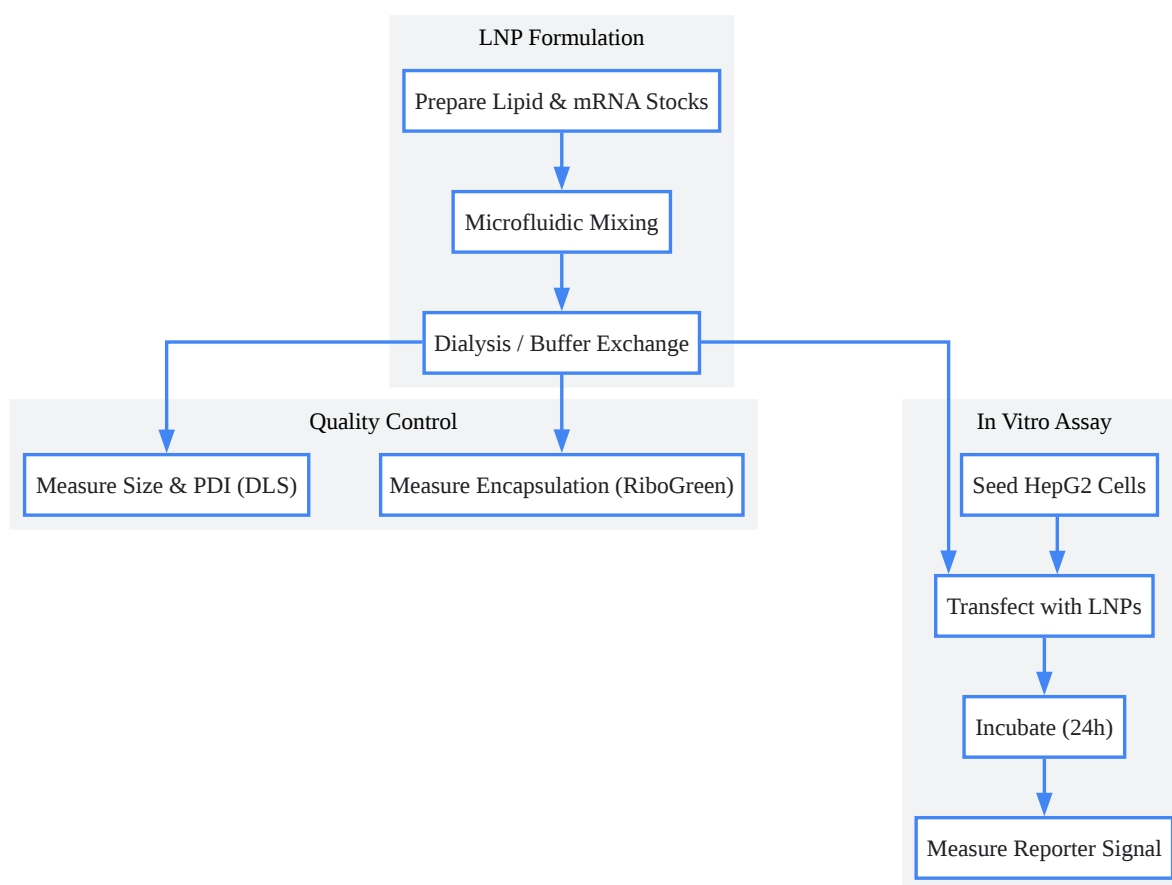 LNP Formulation
Prepare Lipid & mRNA Stocks
Microfluidic Mixing
Dialysis / Buffer Exchange
Quality Control
Measure Size & PDI (DLS)
Measure Encapsulation (RiboGreen)
In Vitro Assay
Seed HepG2 Cells
Transfect with LNPs
Incubate (24h)
Measure Reporter Signal